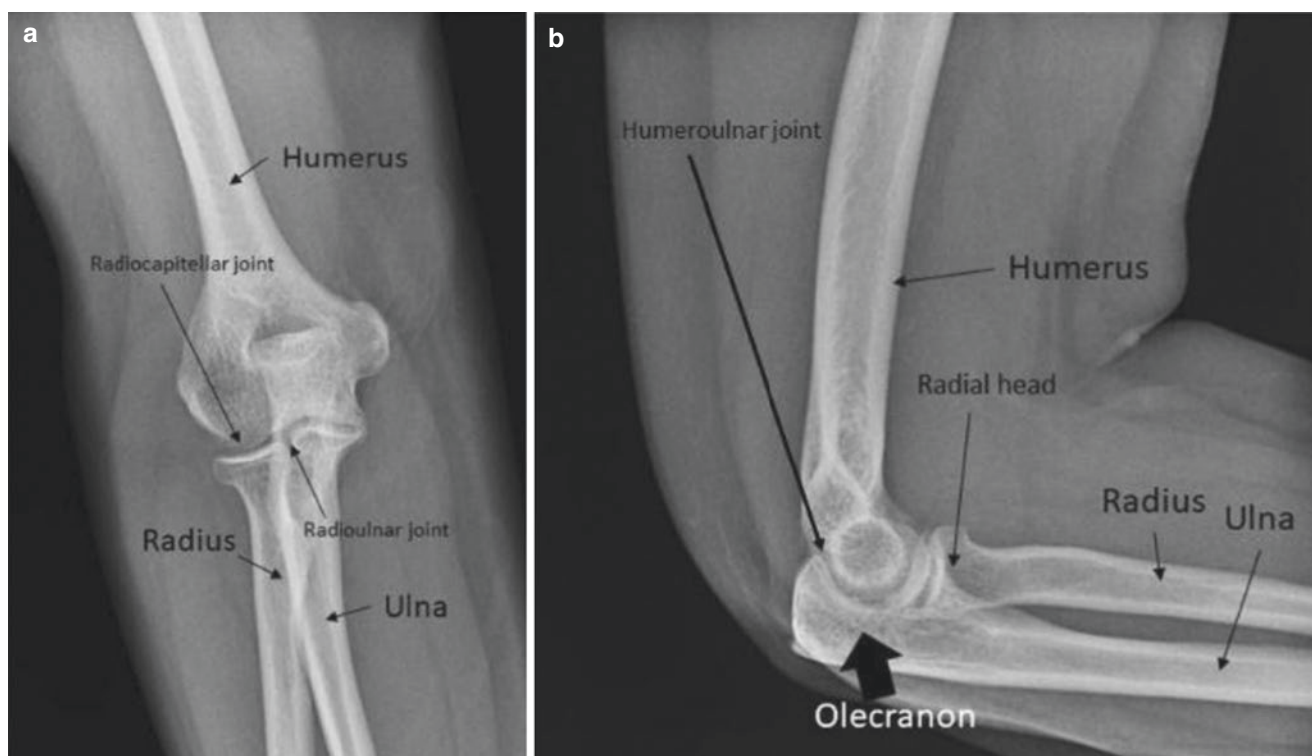 a
Humerus
Radiocapitellar joint
Radioulnar joint
Radius
Ulna
b
Humeroulnar joint
Humerus
Radial head
Radius
Ulna
Olecranon